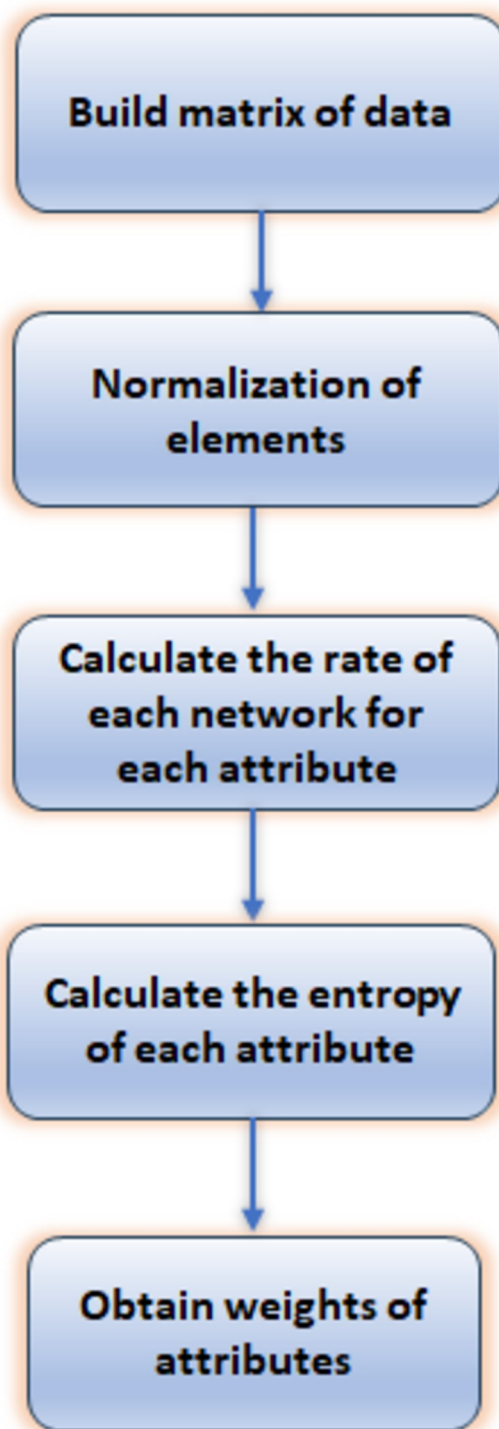 Build matrix of data
Normalization of
elements
Calculate the rate of
each network for
each attribute
Calculate the entropy
of each attribute
Obtain weights of
attributes